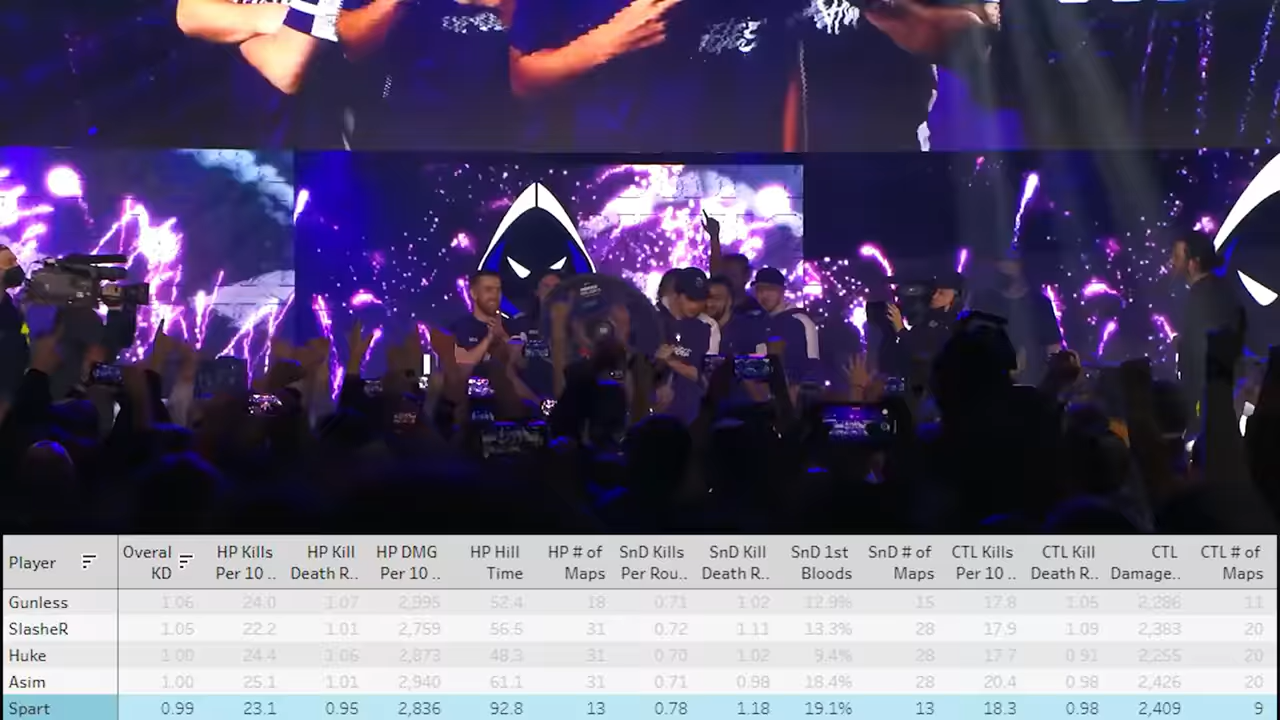 Player Overal KD HP Kills Per 10 .. HP Kill Death R.. HP DMG Per 10 .. HP Hill Time HP # of Maps SnD Kills Per Rou.. SnD Kill Death R.. SnD 1st Bloods SnD # of Maps CTL Kills Per 10 .. CTL Kill Death R.. CTL Damage.. CTL # of Maps
Gunless 1.06 24.0 1.07 2,995 52.4 18 0.71 1.02 12.9% 15 17.8 1.05 2,286 11
SlasheR 1.05 22.2 1.01 2,759 56.5 31 0.72 1.11 13.3% 28 17.9 1.09 2,383 20
Huke 1.00 24.4 1.06 2,873 48.3 31 0.70 1.02 9.4% 28 17.7 0.91 2,255 20
Asim 1.00 25.1 1.01 2,940 61.1 31 0.71 0.98 18.4% 28 20.4 0.98 2,426 20
Spart 0.99 23.1 0.95 2,836 92.8 13 0.78 1.18 19.1% 13 18.3 0.98 2,409 9